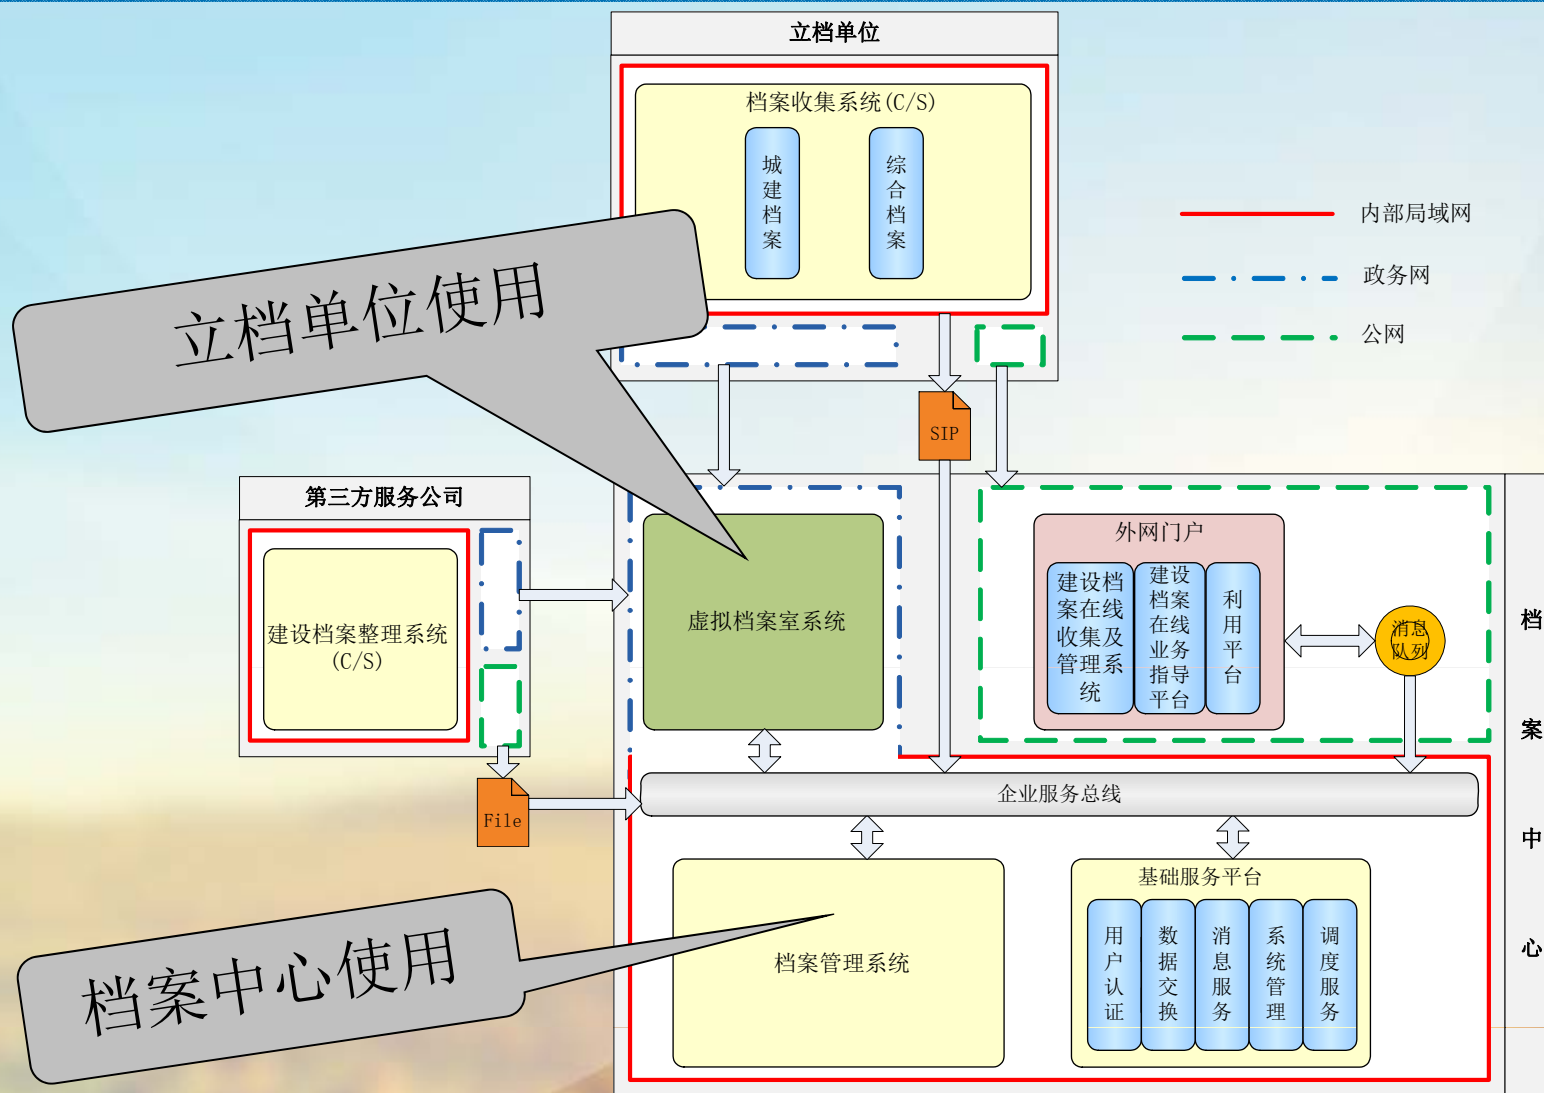 立档单位
档案收集系统(C/S)
城建档案
综合档案
内部局域网
政务网
公网
立档单位使用
SIP
第三方服务公司
建设档案整理系统
(C/S)
File
虚拟档案室系统
外网门户
建设档
案在线
收集及
管理系
统
建设
档案
在线
业务
指导
平台
利用平台
消息
队列
企业服务总线
档案中心
档案管理系统
基础服务平台
用户认证
数据交换
消息服务
系统管理
调度服务
档案中心使用